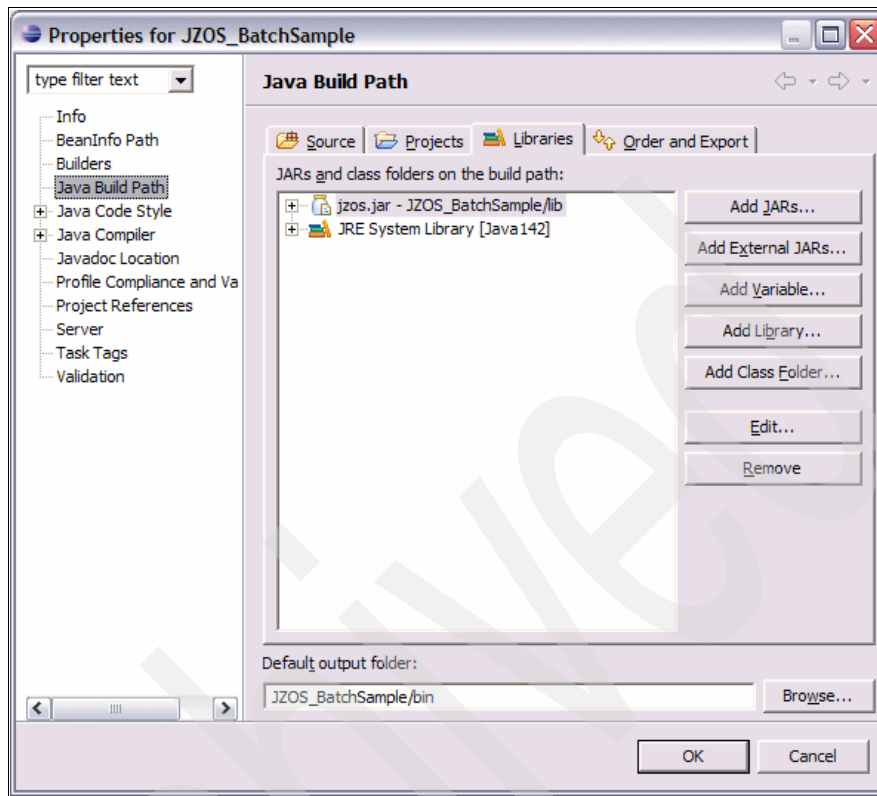 Properties for JZOS_BatchSample
type filter text
Info
BeanInfo Path
Builders
Java Build Path
Java Code Style
Java Compiler
Javadoc Location
Profile Compliance and Va
Project References
Server
Task Tags
Validation
Java Build Path
Source Projects Libraries Order and Export
JARs and class folders on the build path:
jzos.jar - JZOS_BatchSample/lib
JRE System Library [Java142]
Add JARs...
Add External JARs...
Add Variable...
Add Library...
Add Class Folder...
Edit...
Remove
Default output folder:
JZOS_BatchSample/bin
Browse...
OK Cancel